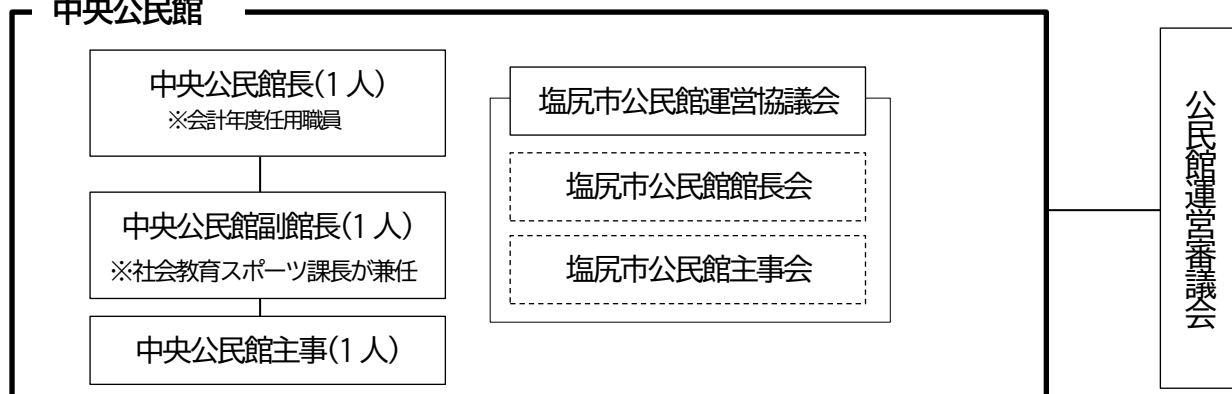 中央公民館
中央公民館長(1人)
※会計年度任用職員
中央公民館副館長(1人)
※社会教育スポーツ課長が兼任
中央公民館主事(1人)
塩尻市公民館運営協議会
塩尻市公民館館長会
塩尻市公民館主事会
公民館運営審議会